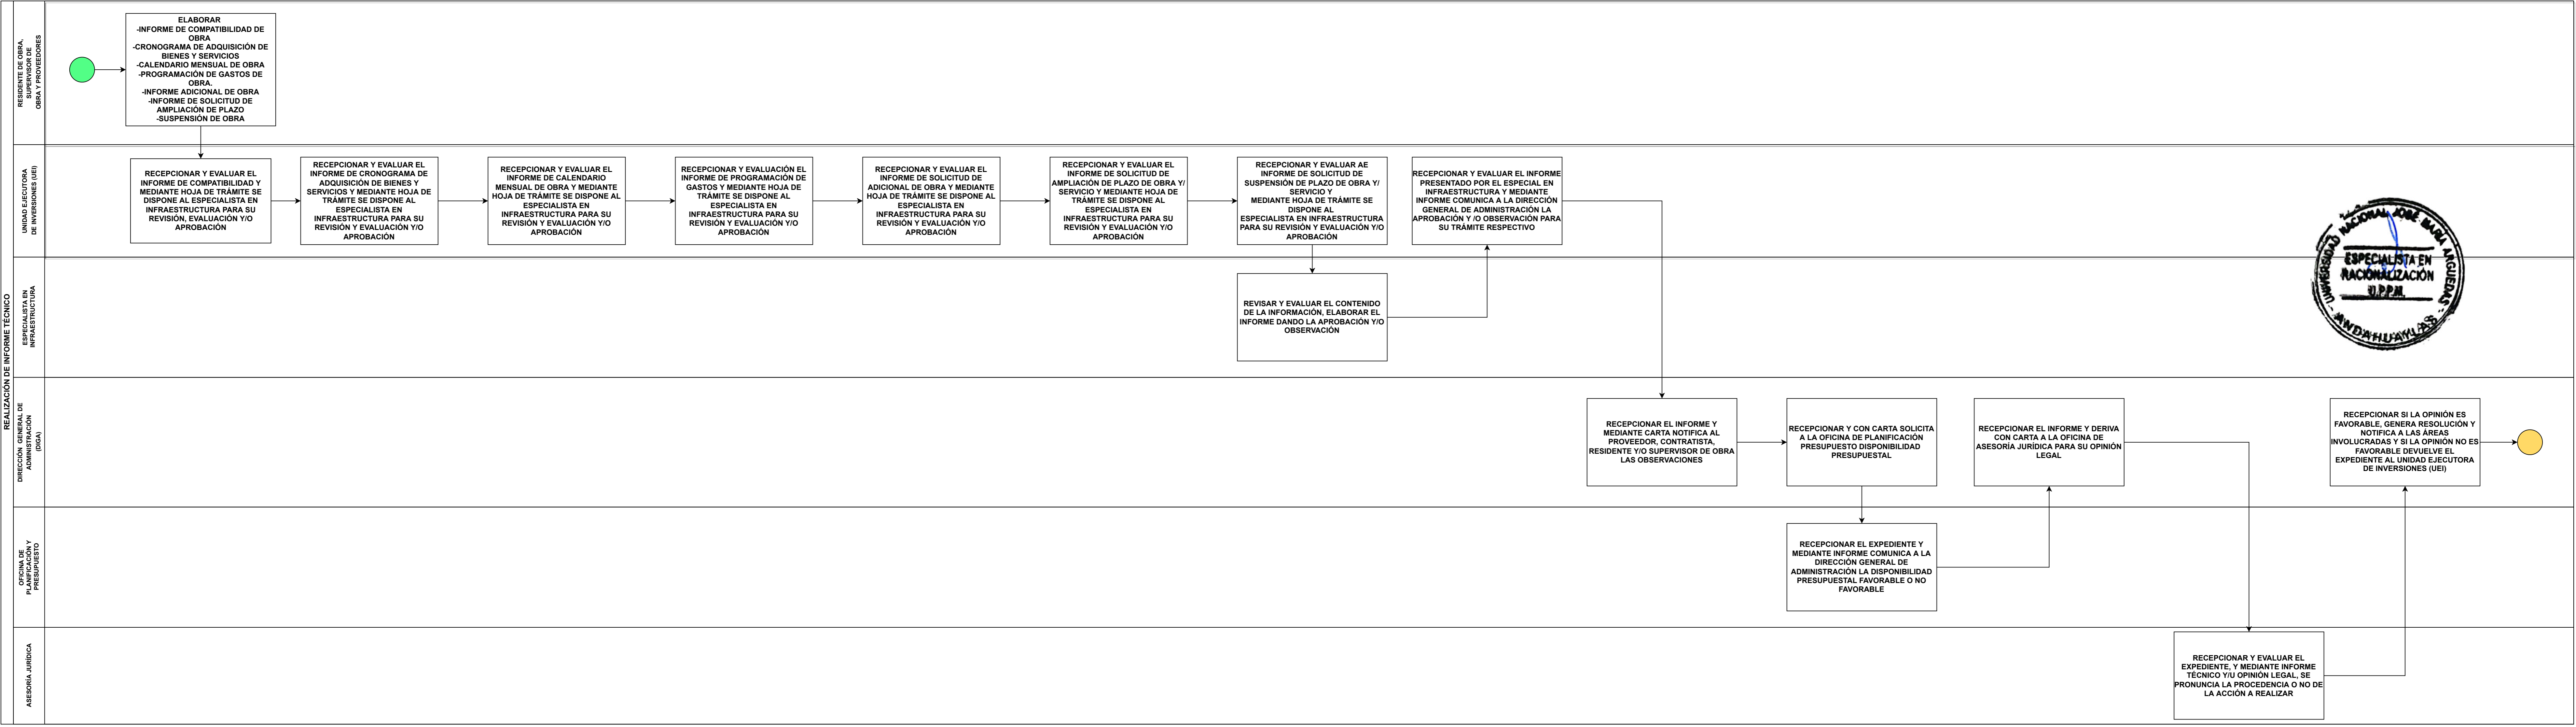 REALIZACIÓN DE INFORME TÉCNICO
RESIDENTE DE OBRA,
SUPERVISOR DE
OBRA Y PROVEEDORES
ELABORAR
-INFORME DE COMPATIBILIDAD DE
OBRA
-CRONOGRAMA DE ADQUISICIÓN DE
BIENES Y SERVICIOS
-CALENDARIO MENSUAL DE OBRA
-PROGRAMACIÓN DE GASTOS DE
OBRA.
-INFORME ADICIONAL DE OBRA
-INFORME DE SOLICITUD DE
AMPLIACIÓN DE PLAZO
-SUSPENSIÓN DE OBRA
UNIDAD EJECUTORA
DE INVERSIONES (UEI)
RECEPCIONAR Y EVALUAR EL
INFORME DE COMPATIBILIDAD Y
MEDIANTE HOJA DE TRÁMITE SE
DISPONE AL ESPECIALISTA EN
INFRAESTRUCTURA PARA SU
REVISIÓN, EVALUACIÓN Y/O
APROBACIÓN
RECEPCIONAR Y EVALUAR EL
INFORME DE CRONOGRAMA DE
ADQUISICIÓN DE BIENES Y
SERVICIOS Y MEDIANTE HOJA DE
TRÁMITE SE DISPONE AL
ESPECIALISTA EN
INFRAESTRUCTURA PARA SU
REVISIÓN Y EVALUACIÓN Y/O
APROBACIÓN
RECEPCIONAR Y EVALUAR EL
INFORME DE CALENDARIO
MENSUAL DE OBRA Y MEDIANTE
HOJA DE TRÁMITE SE DISPONE AL
ESPECIALISTA EN
INFRAESTRUCTURA PARA SU
REVISIÓN Y EVALUACIÓN Y/O
APROBACIÓN
RECEPCIONAR Y EVALUACIÓN EL
INFORME DE PROGRAMACIÓN DE
GASTOS Y MEDIANTE HOJA DE
TRÁMITE SE DISPONE AL
ESPECIALISTA EN
INFRAESTRUCTURA PARA SU
REVISIÓN Y EVALUACIÓN Y/O
APROBACIÓN
RECEPCIONAR Y EVALUAR EL
INFORME DE SOLICITUD DE
ADICIONAL DE OBRA Y MEDIANTE
HOJA DE TRÁMITE SE DISPONE AL
ESPECIALISTA EN
INFRAESTRUCTURA PARA SU
REVISIÓN Y EVALUACIÓN Y/O
APROBACIÓN
RECEPCIONAR Y EVALUAR EL
INFORME DE SOLICITUD DE
AMPLIACIÓN DE PLAZO DE OBRA Y/
SERVICIO Y MEDIANTE HOJA DE
TRÁMITE SE DISPONE AL
ESPECIALISTA EN
INFRAESTRUCTURA PARA SU
REVISIÓN Y EVALUACIÓN Y/O
APROBACIÓN
RECEPCIONAR Y EVALUAR AE
INFORME DE SOLICITUD DE
SUSPENSIÓN DE PLAZO DE OBRA Y/
SERVICIO Y
MEDIANTE HOJA DE TRÁMITE SE
DISPONE AL
ESPECIALISTA EN INFRAESTRUCTURA
PARA SU REVISIÓN Y EVALUACIÓN Y/O
APROBACIÓN
RECEPCIONAR Y EVALUAR EL INFORME
PRESENTADO POR EL ESPECIAL EN
INFRAESTRUCTURA Y MEDIANTE
INFORME COMUNICA A LA DIRECCIÓN
GENERAL DE ADMINISTRACIÓN LA
APROBACIÓN Y /O OBSERVACIÓN PARA
SU TRÁMITE RESPECTIVO
ESPECIALISTA EN
INFRAESTRUCTURA
REVISAR Y EVALUAR EL CONTENIDO
DE LA INFORMACIÓN, ELABORAR EL
INFORME DANDO LA APROBACIÓN Y/O
OBSERVACIÓN
UNIVERSIDAD NACIONAL JOSÉ MARÍA ARGUEDAS
ESPECIALISTA EN
RACIONALIZACIÓN
U.P.P.M.
- ANDAHUAYLAS -
DIRECCIÓN GENERAL DE
ADMINISTRACIÓN
(DIGA)
RECEPCIONAR EL INFORME Y
MEDIANTE CARTA NOTIFICA AL
PROVEEDOR, CONTRATISTA,
RESIDENTE Y/O SUPERVISOR DE OBRA
LAS OBSERVACIONES
RECEPCIONAR Y CON CARTA SOLICITA
A LA OFICINA DE PLANIFICACIÓN
PRESUPUESTO DISPONIBILIDAD
PRESUPUESTAL
RECEPCIONAR EL INFORME Y DERIVA
CON CARTA A LA OFICINA DE
ASESORÍA JURÍDICA PARA SU OPINIÓN
LEGAL
RECEPCIONAR SI LA OPINIÓN ES
FAVORABLE, GENERA RESOLUCIÓN Y
NOTIFICA A LAS ÁREAS
INVOLUCRADAS Y SI LA OPINIÓN NO ES
FAVORABLE DEVUELVE EL
EXPEDIENTE AL UNIDAD EJECUTORA
DE INVERSIONES (UEI)
OFICINA DE
PLANIFICACIÓN Y
PRESUPUESTO
RECEPCIONAR EL EXPEDIENTE Y
MEDIANTE INFORME COMUNICA A LA
DIRECCIÓN GENERAL DE
ADMINISTRACIÓN LA DISPONIBILIDAD
PRESUPUESTAL FAVORABLE O NO
FAVORABLE
ASESORÍA JURÍDICA
RECEPCIONAR Y EVALUAR EL
EXPEDIENTE, Y MEDIANTE INFORME
TÉCNICO Y/U OPINIÓN LEGAL, SE
PRONUNCIA LA PROCEDENCIA O NO DE
LA ACCIÓN A REALIZAR